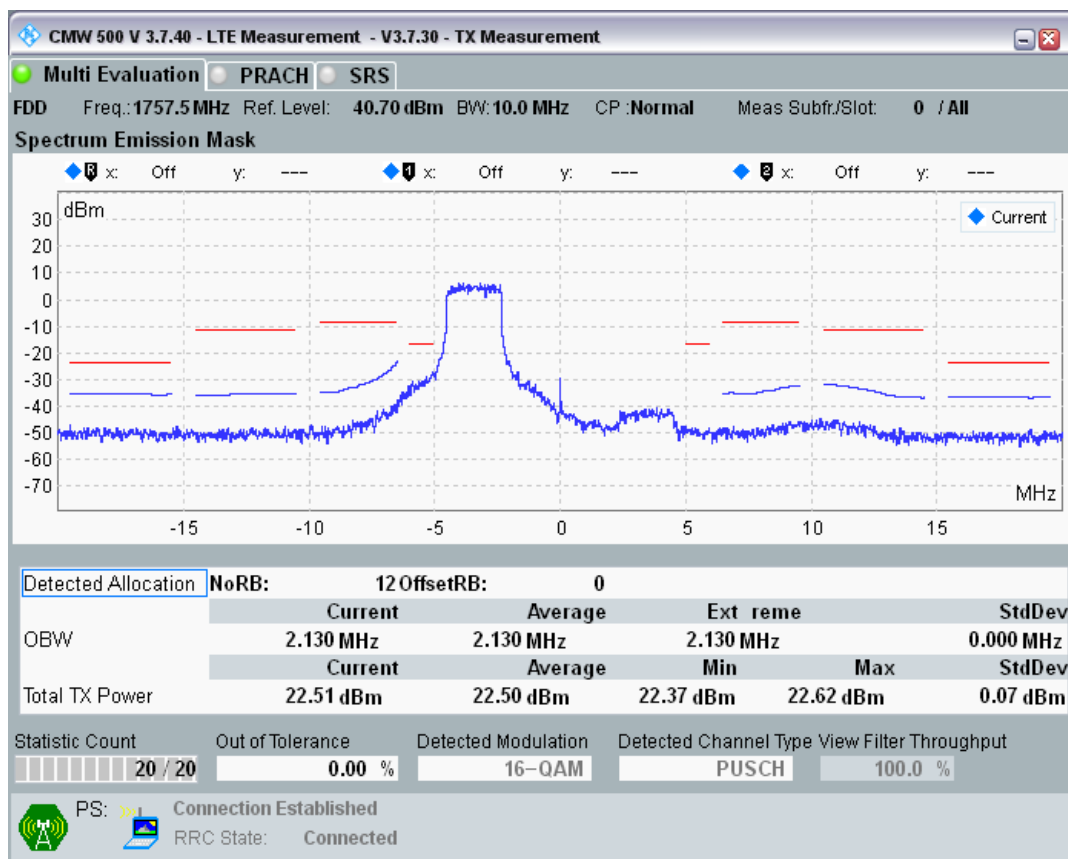 CMW 500 V 3.7.40 - LTE Measurement - V3.7.30 - TX Measurement
Multi Evaluation PRACH SRS
FDD Freq.: 1757.5 MHz Ref. Level: 40.70 dBm BW: 10.0 MHz CP :Normal Meas Subfr./Slot: 0 / All
Spectrum Emission Mask
R x: Off y: --- 1 x: Off y: --- 2 x: Off y: ---
dBm
Current
30
20
10
0
-10
-20
-30
-40
-50
-60
-70
MHz
-15 -10 -5 0 5 10 15
Detected Allocation NoRB: 12 OffsetRB: 0
Current Average Ext reme StdDev
OBW 2.130 MHz 2.130 MHz 2.130 MHz 0.000 MHz
Current Average Min Max StdDev
Total TX Power 22.51 dBm 22.50 dBm 22.37 dBm 22.62 dBm 0.07 dBm
Statistic Count Out of Tolerance Detected Modulation Detected Channel Type View Filter Throughput
20 / 20 0.00 % 16-QAM PUSCH 100.0 %
PS: Connection Established
RRC State: Connected